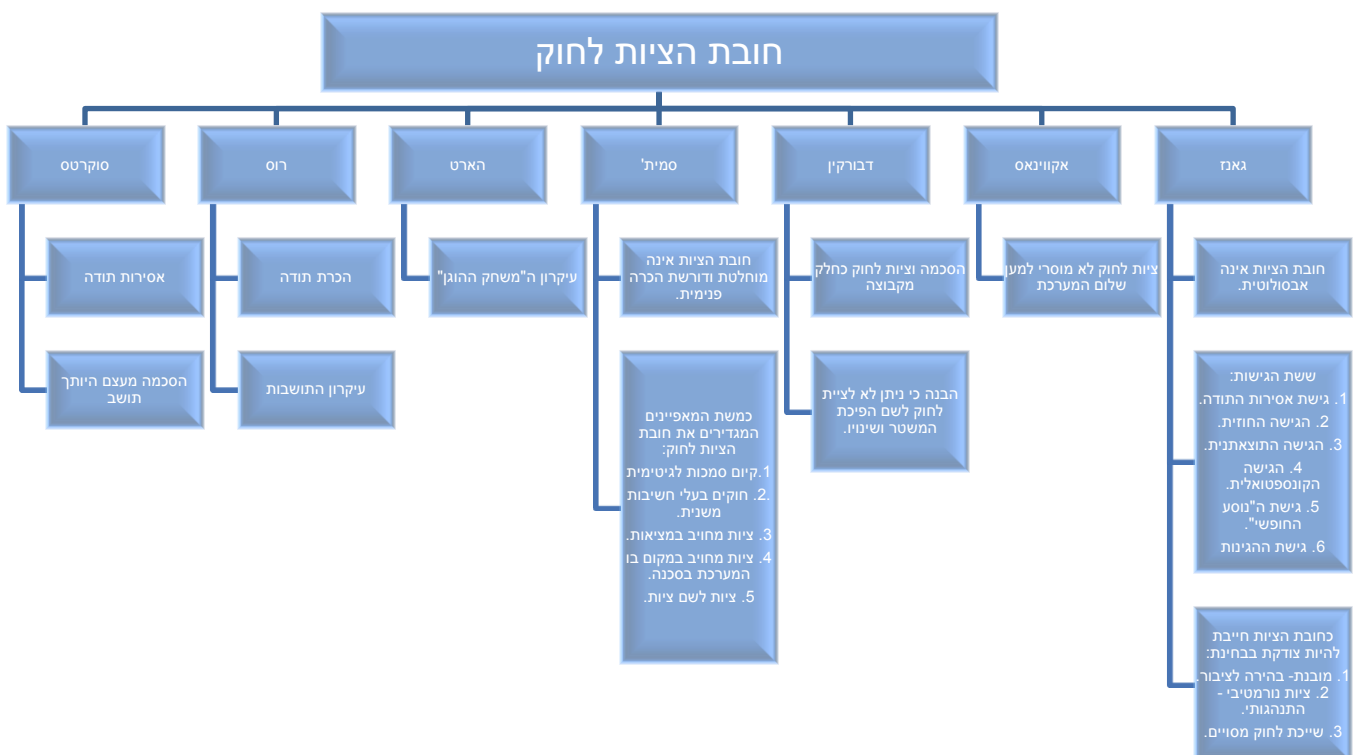 חובת הציות לחוק
גאנז
חובת הציות אינה
אבסולוטית.
ששת הגישות:
1. גישת אסירות התודה.
2. הגישה החוזית.
3. הגישה התוצאתנית.
4. הגישה
הקונספטואלית.
5. גישת ה"נוסע
החופשי".
6. גישת ההגינות
כחובת הציות חייבת
להיות צודקת בבחינת:
1. מובנת- בהירה לציבור.
2. ציות נורמטיבי -
התנהגותי.
3. שייכת לחוק מסויים.
אקווינאס
ציות לחוק לא מוסרי למען
שלום המערכת
דבורקין
הסכמה וציות לחוק כחלק
מקבוצה
הבנה כי ניתן לא לציית
לחוק לשם הפיכת
המשטר ושינויו.
סמית'
חובת הציות אינה
מוחלטת ודורשת הכרה
פנימית.
כמשת המאפיינים
המגדירים את חובת
הציות לחוק:
1.קיום סמכות לגיטימית
.2. חוקים בעלי חשיבות
משנית.
3. ציות מחויב במציאות.
4. ציות מחויב במקום בו
המערכת בסכנה.
5. ציות לשם ציות.
הארט
עיקרון ה"משחק ההוגן"
רוס
הכרת תודה
עיקרון התושבות
סוקרטס
אסירות תודה
הסכמה מעצם היותך
תושב